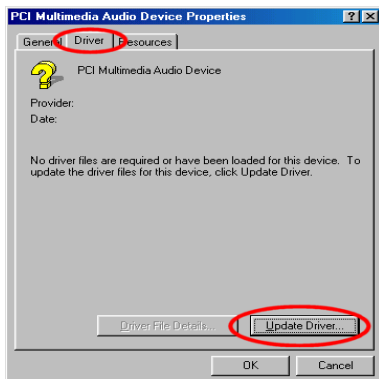 PCI Multimedia Audio Device Properties
General Driver Resources
PCI Multimedia Audio Device
Provider:
Date:
No driver files are required or have been loaded for this device. To
update the driver files for this device, click Update Driver.
Driver File Details... Update Driver...
OK Cancel